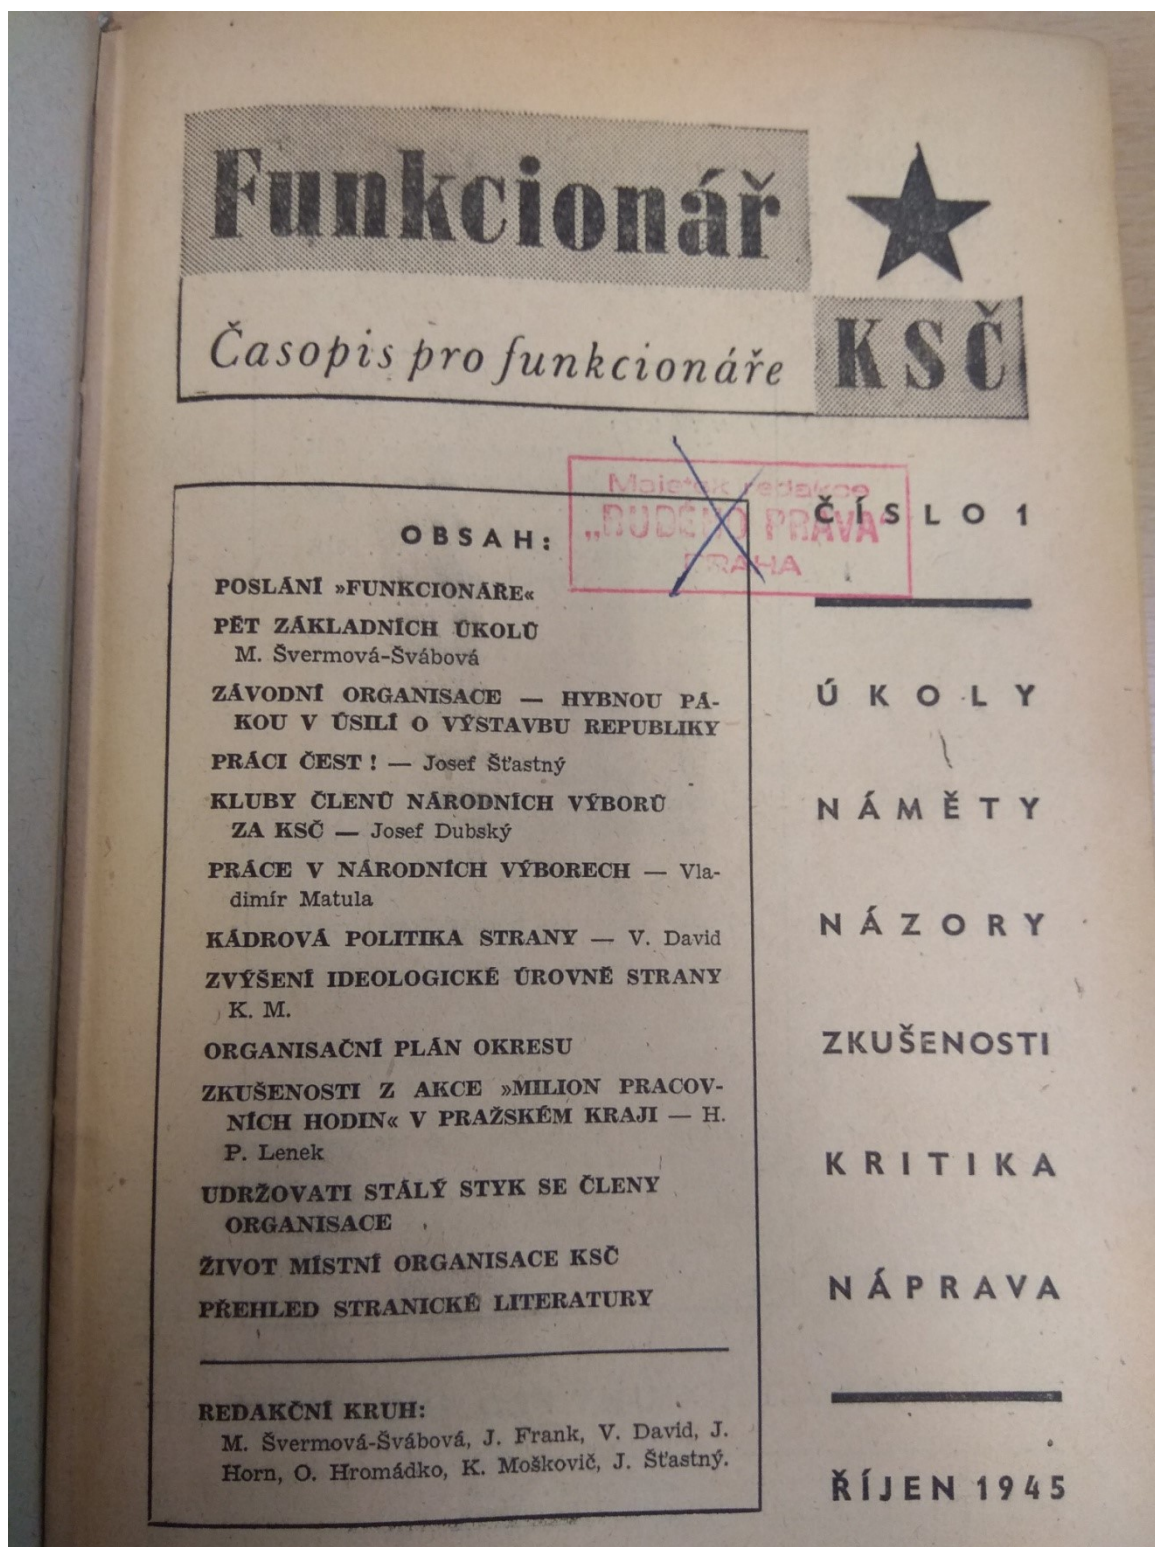 Funkcionář
Časopis pro funkcionáře
KSČ
Majetek redakce
„RUDÉHO PRÁVA“
PRAHA
ČÍSLO 1
OBSAH:
POSLÁNÍ »FUNKCIONÁŘE«
PĚT ZÁKLADNÍCH ÚKOLŮ
M. Švermová-Švábová
ZÁVODNÍ ORGANISACE — HYBNOU PÁ-
KOU V ÚSILÍ O VÝSTAVBU REPUBLIKY
PRÁCI ČEST! — Josef Šťastný
KLUBY ČLENŮ NÁRODNÍCH VÝBORŮ
ZA KSČ — Josef Dubský
PRÁCE V NÁRODNÍCH VÝBORECH — Vla-
dimír Matula
KÁDROVÁ POLITIKA STRANY — V. David
ZVÝŠENÍ IDEOLOGICKÉ ÚROVNĚ STRANY
K. M.
ORGANISAČNÍ PLÁN OKRESU
ZKUŠENOSTI Z AKCE »MILION PRACOV-
NÍCH HODIN« V PRAŽSKÉM KRAJI — H.
P. Lenek
UDRŽOVATI STÁLÝ STYK SE ČLENY
ORGANISACE
ŽIVOT MÍSTNÍ ORGANISACE KSČ
PŘEHLED STRANICKÉ LITERATURY
REDAKČNÍ KRUH:
M. Švermová-Švábová, J. Frank, V. David, J.
Horn, O. Hromádko, K. Moškovič, J. Šťastný.
ÚKOLY
NÁMĚTY
NÁZORY
ZKUŠENOSTI
KRITIKA
NÁPRAVA
ŘÍJEN 1945